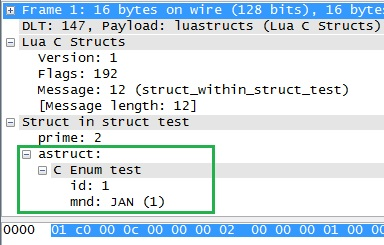 Frame 1: 16 bytes on wire (128 bits), 16 byte
DLT: 147, Payload: luastructs (Lua C Structs)
Lua C Structs
Version: 1
Flags: 192
Message: 12 (struct_within_struct_test)
[Message length: 12]
Struct in struct test
prime: 2
astruct:
C Enum test
id: 1
mnd: JAN (1)
0000 01 c0 00 0c 00 00 00 02 00 00 00 01 00 00